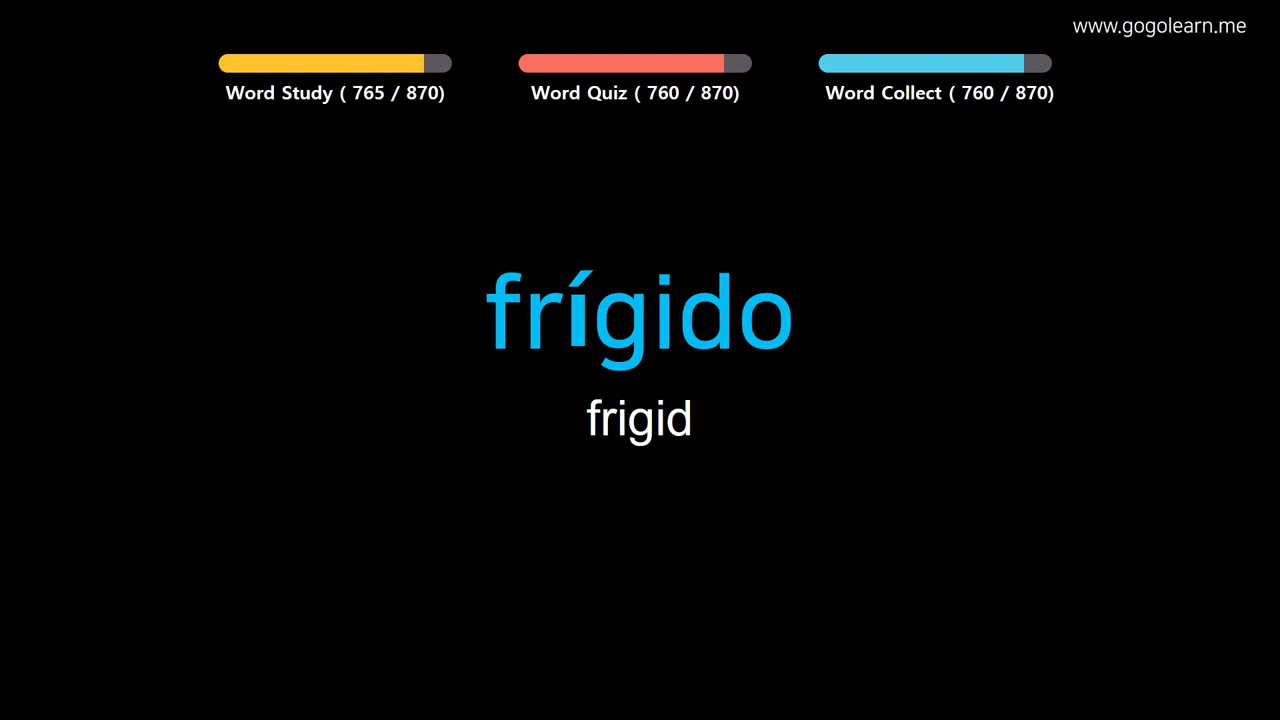 www.gogolearn.me
Word Study ( 765 / 870)
Word Quiz ( 760 / 870)
Word Collect ( 760 / 870)
frígido
frigid